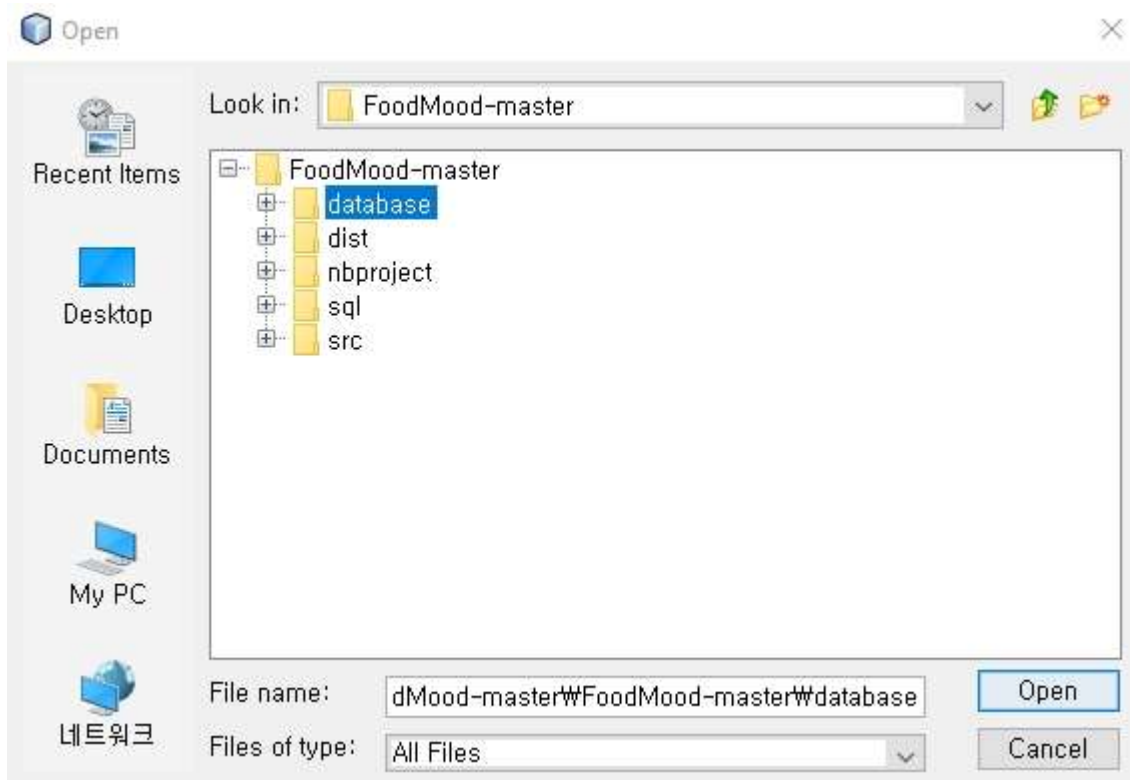 Open
Look in: FoodMood-master
Recent Items
Desktop
Documents
My PC
네트워크
FoodMood-master
database
dist
nbproject
sql
src
File name: dMood-master₩FoodMood-master₩database
Open
Files of type: All Files
Cancel